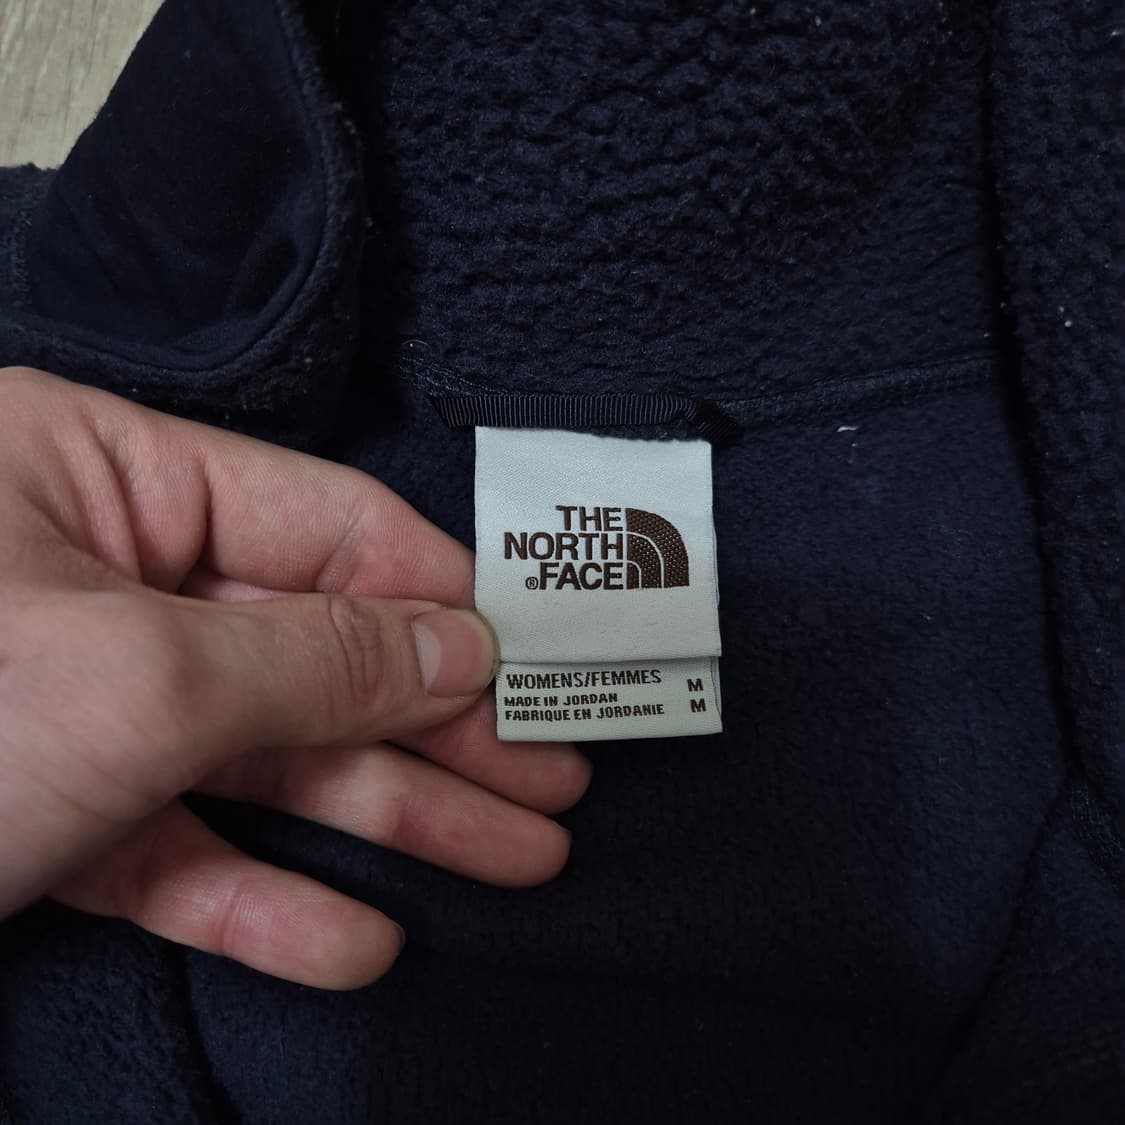 THE
NORTH
®FACE
WOMENS/FEMMES M
MADE IN JORDAN
FABRIQUE EN JORDANIE M